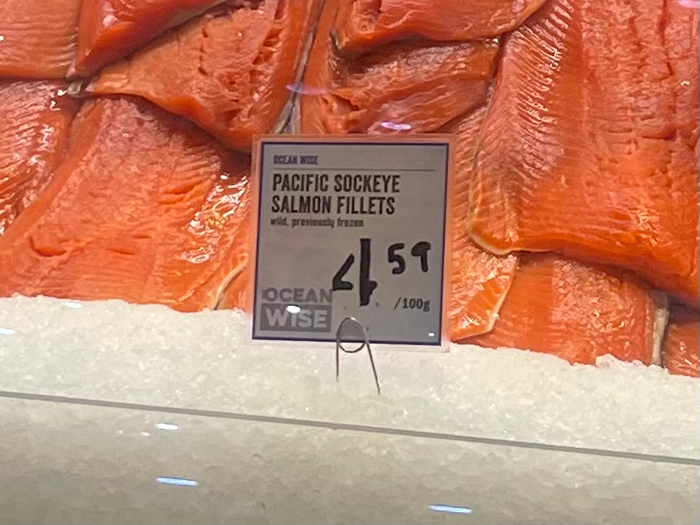 OCEAN WISE
PACIFIC SOCKEYE
SALMON FILLETS
wild, previously frozen
4 59
/100g
OCEAN
WISE